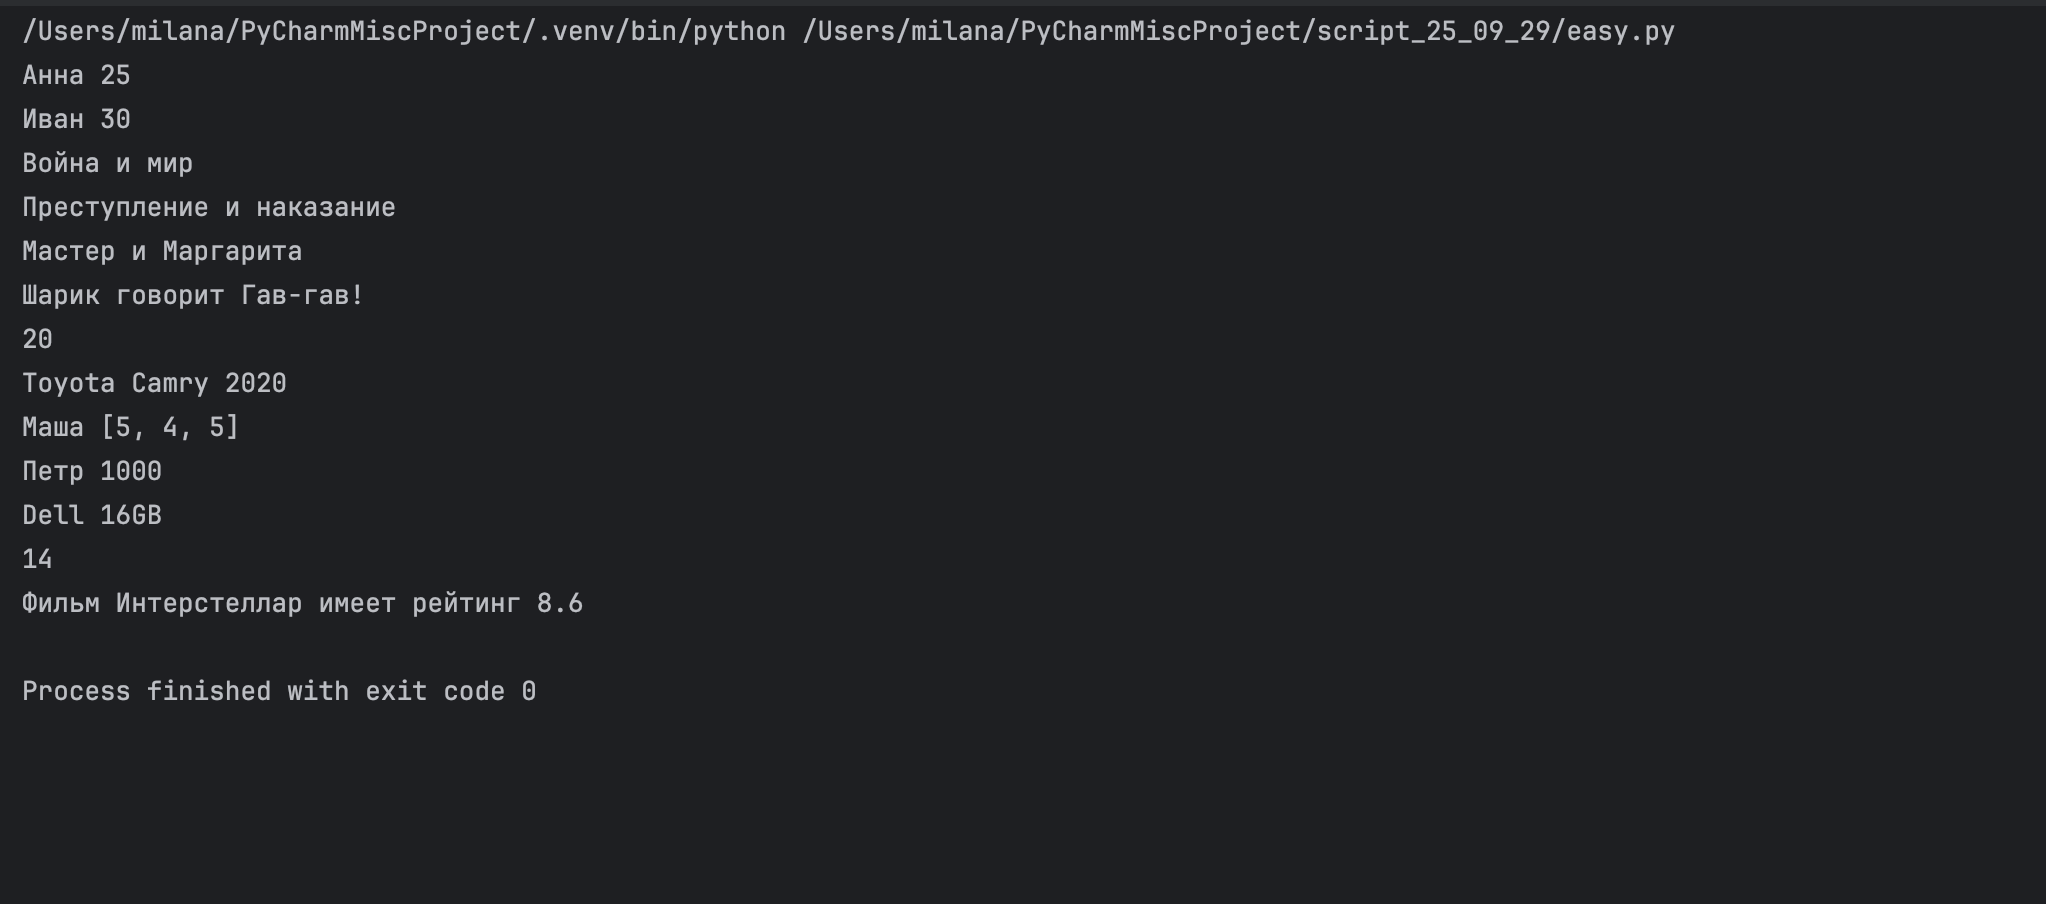 /Users/milana/PyCharmMiscProject/.venv/bin/python /Users/milana/PyCharmMiscProject/script_25_09_29/easy.py
Анна 25
Иван 30
Война и мир
Преступление и наказание
Мастер и Маргарита
Шарик говорит Гав-гав!
20
Toyota Camry 2020
Маша [5, 4, 5]
Петр 1000
Dell 16GB
14
Фильм Интерстеллар имеет рейтинг 8.6
Process finished with exit code 0